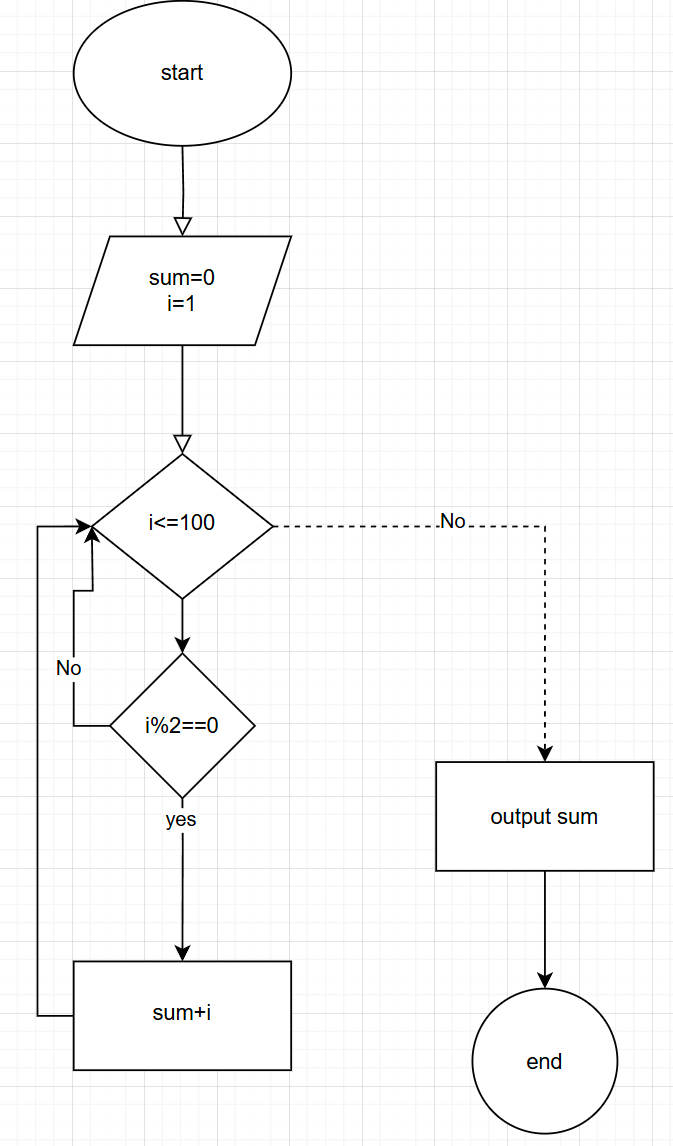 start
sum=0
i=1
i<=100
No
No
i%2==0
yes
output sum
sum+i
end